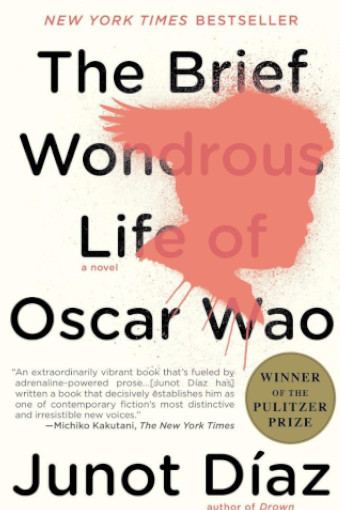 NEW YORK TIMES BESTSELLER
The Brief
Wondrous
Life of
a novel
Oscar Wao
"An extraordinarily vibrant book that's fueled by
adrenaline-powered prose...[Junot Díaz has]
written a book that decisively establishes him as
one of contemporary fiction's most distinctive
and irresistible new voices."
—Michiko Kakutani, The New York Times
WINNER
OF THE
PULITZER
PRIZE
Junot Díaz
author of Drown